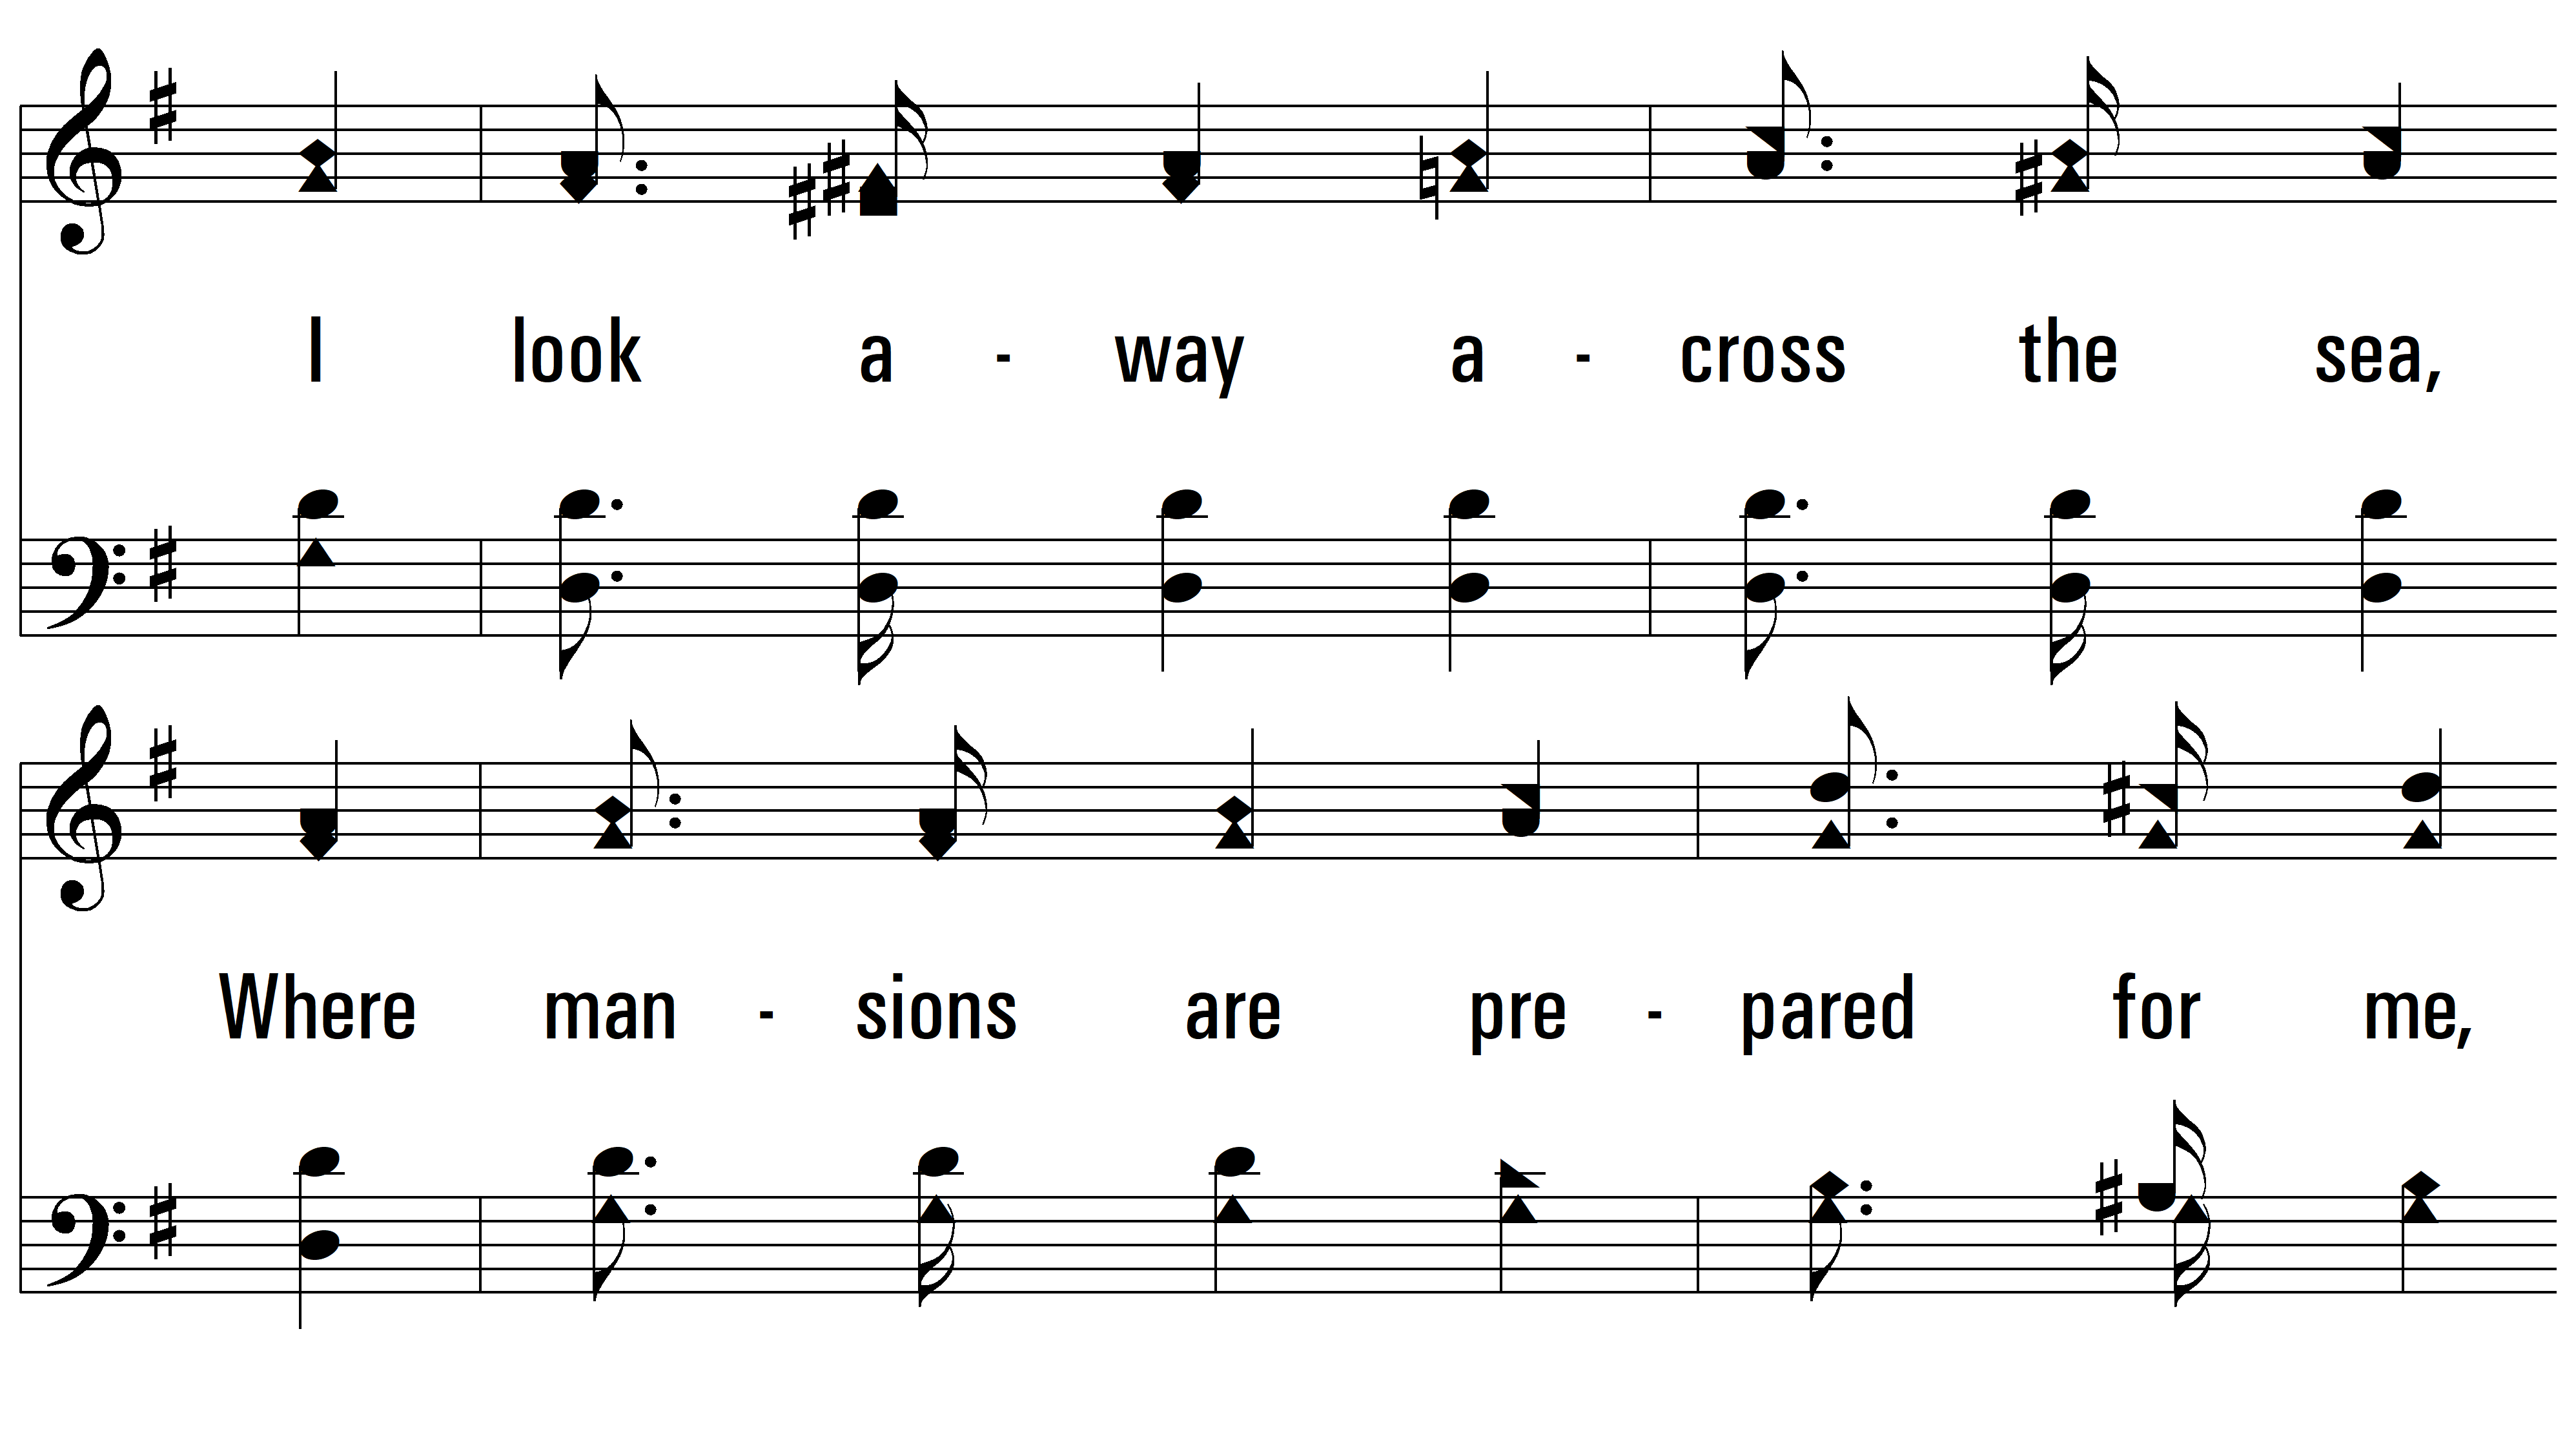 I look a - way a - cross the sea,
Where man - sions are pre - pared for me,